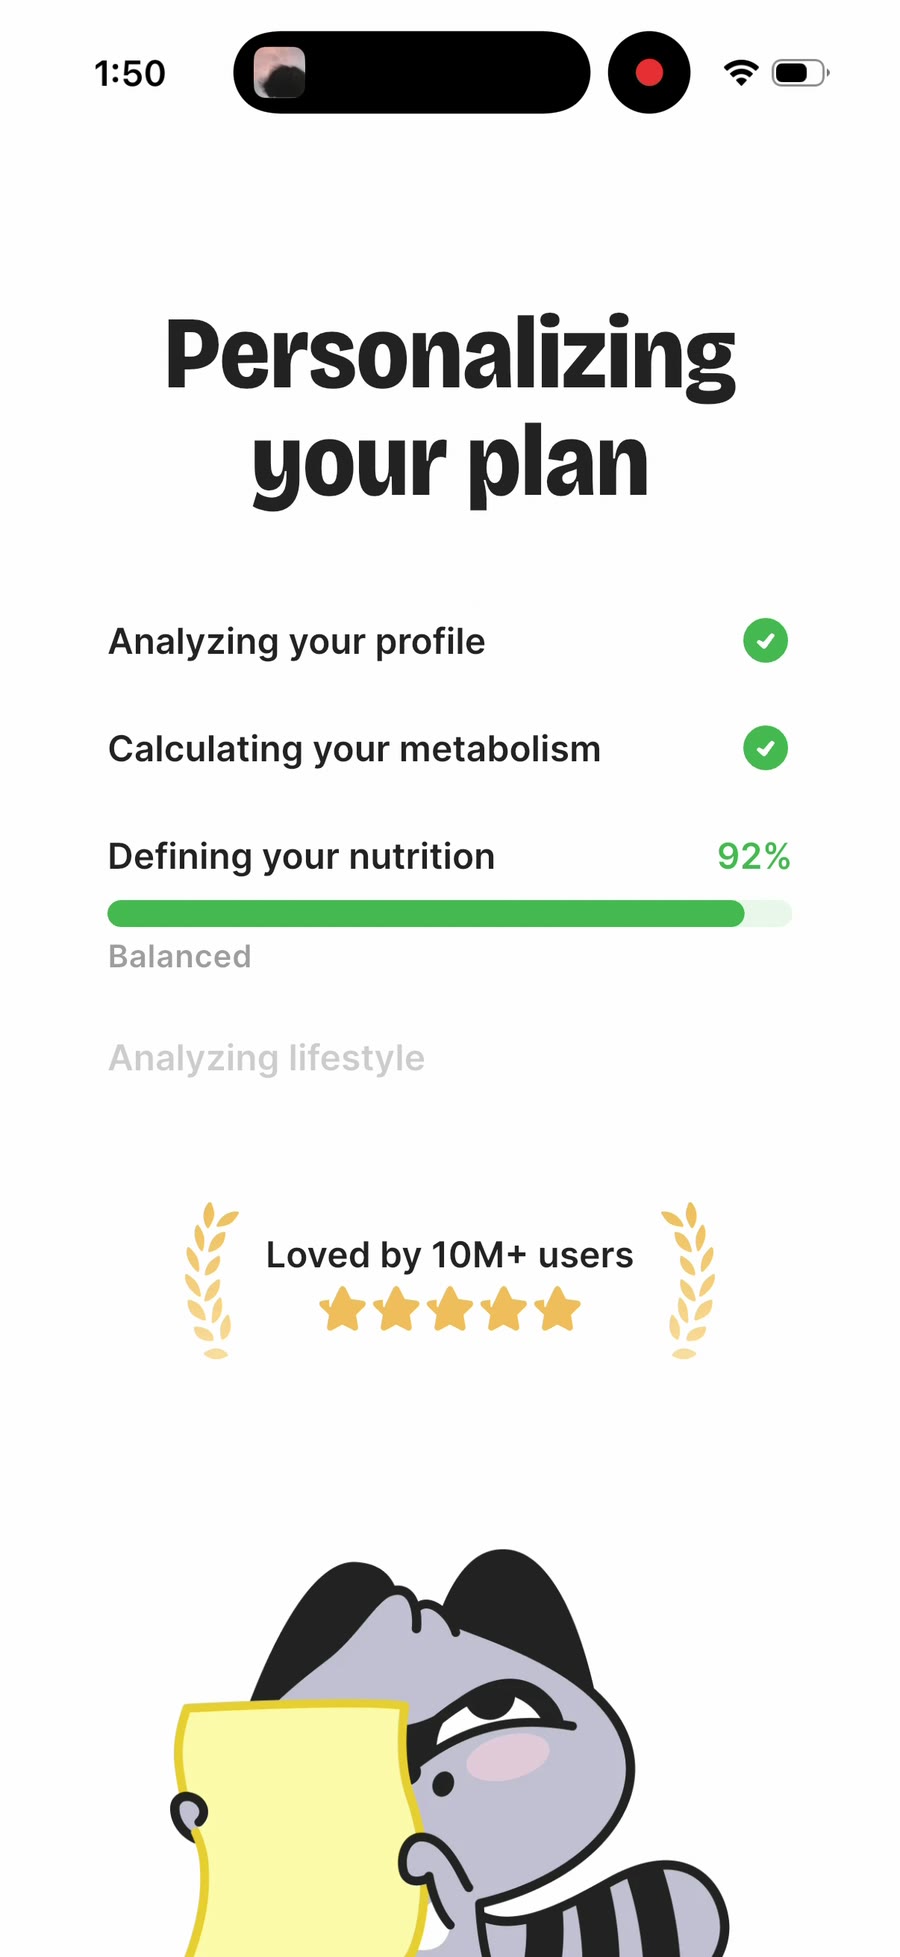 1:50
Personalizing
your plan
Analyzing your profile
Calculating your metabolism
Defining your nutrition 92%
Balanced
Analyzing lifestyle
Loved by 10M+ users